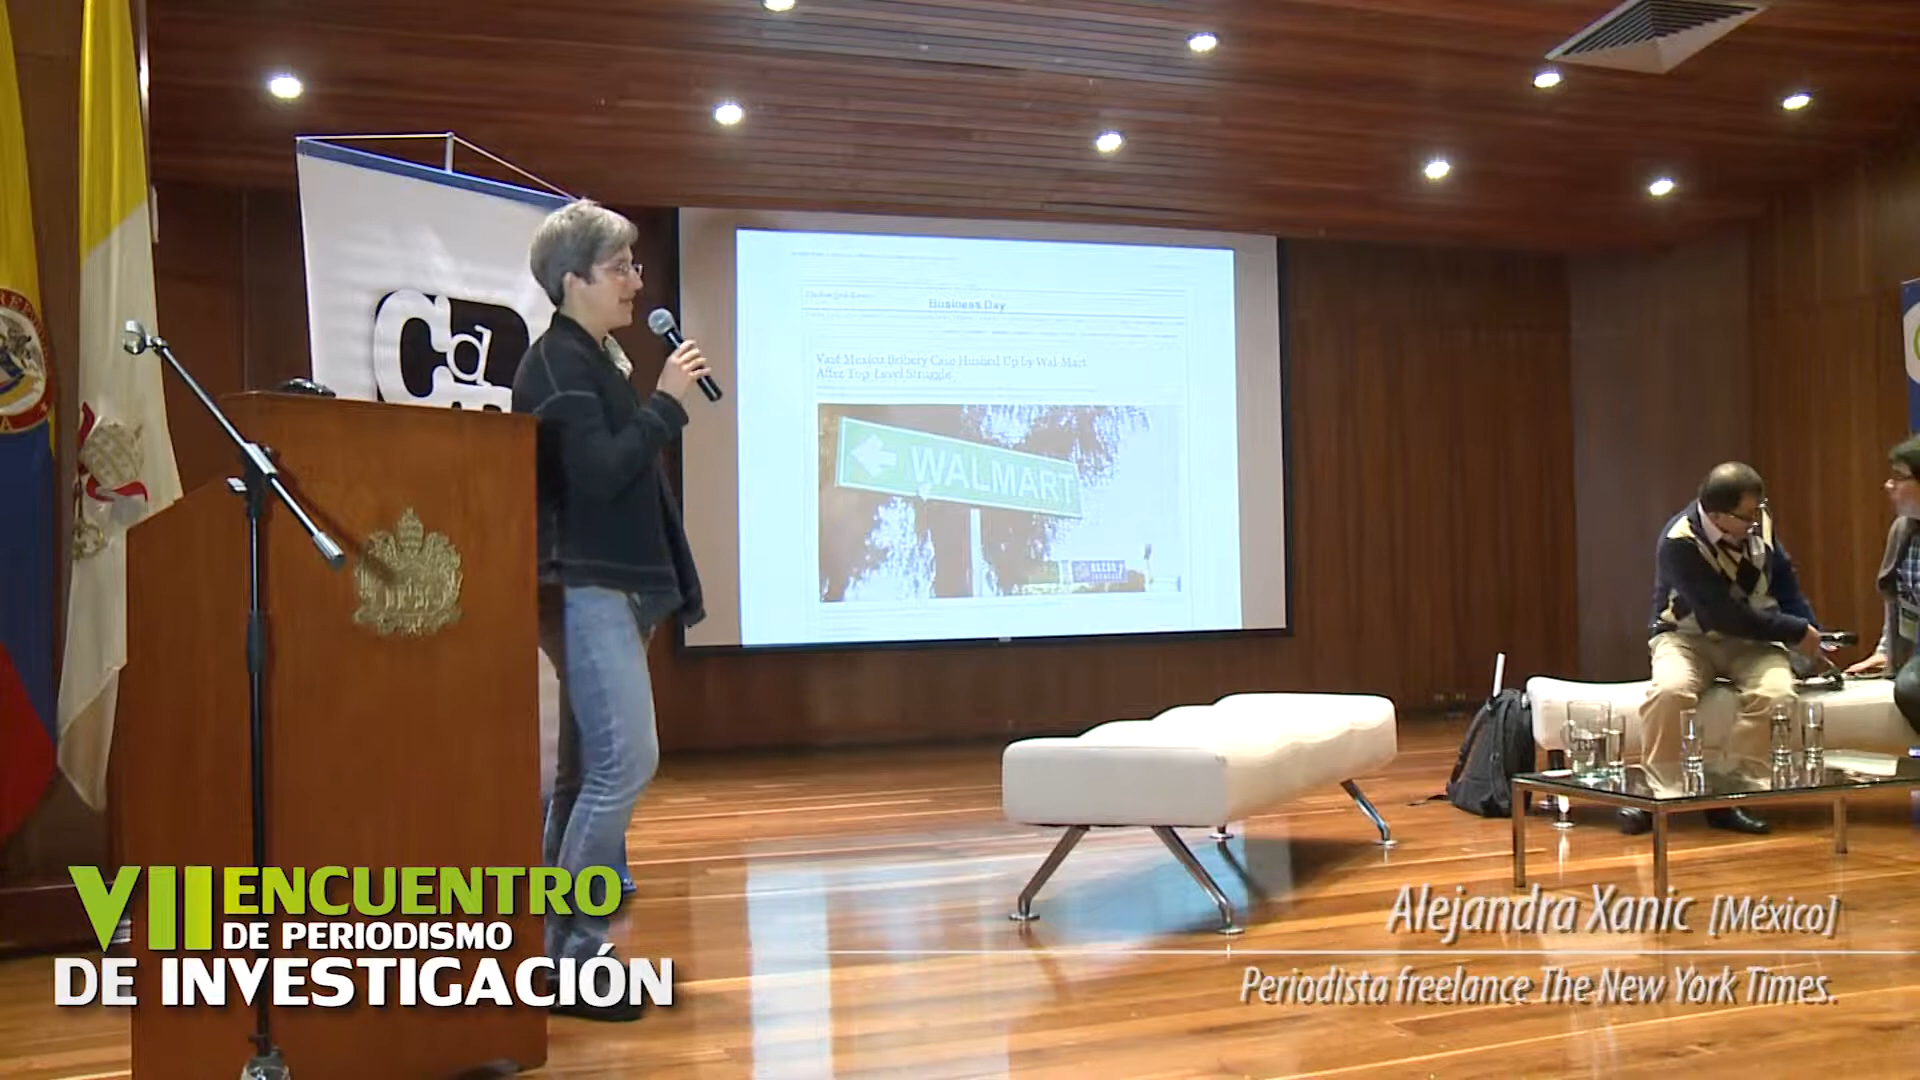 Business Day
Vast Mexico Bribery Case Hushed Up by Wal-Mart
After Top-Level Struggle
WALMART
VII ENCUENTRO
DE PERIODISMO
DE INVESTIGACIÓN
Alejandra Xanic [México]
Periodista freelance The New York Times.